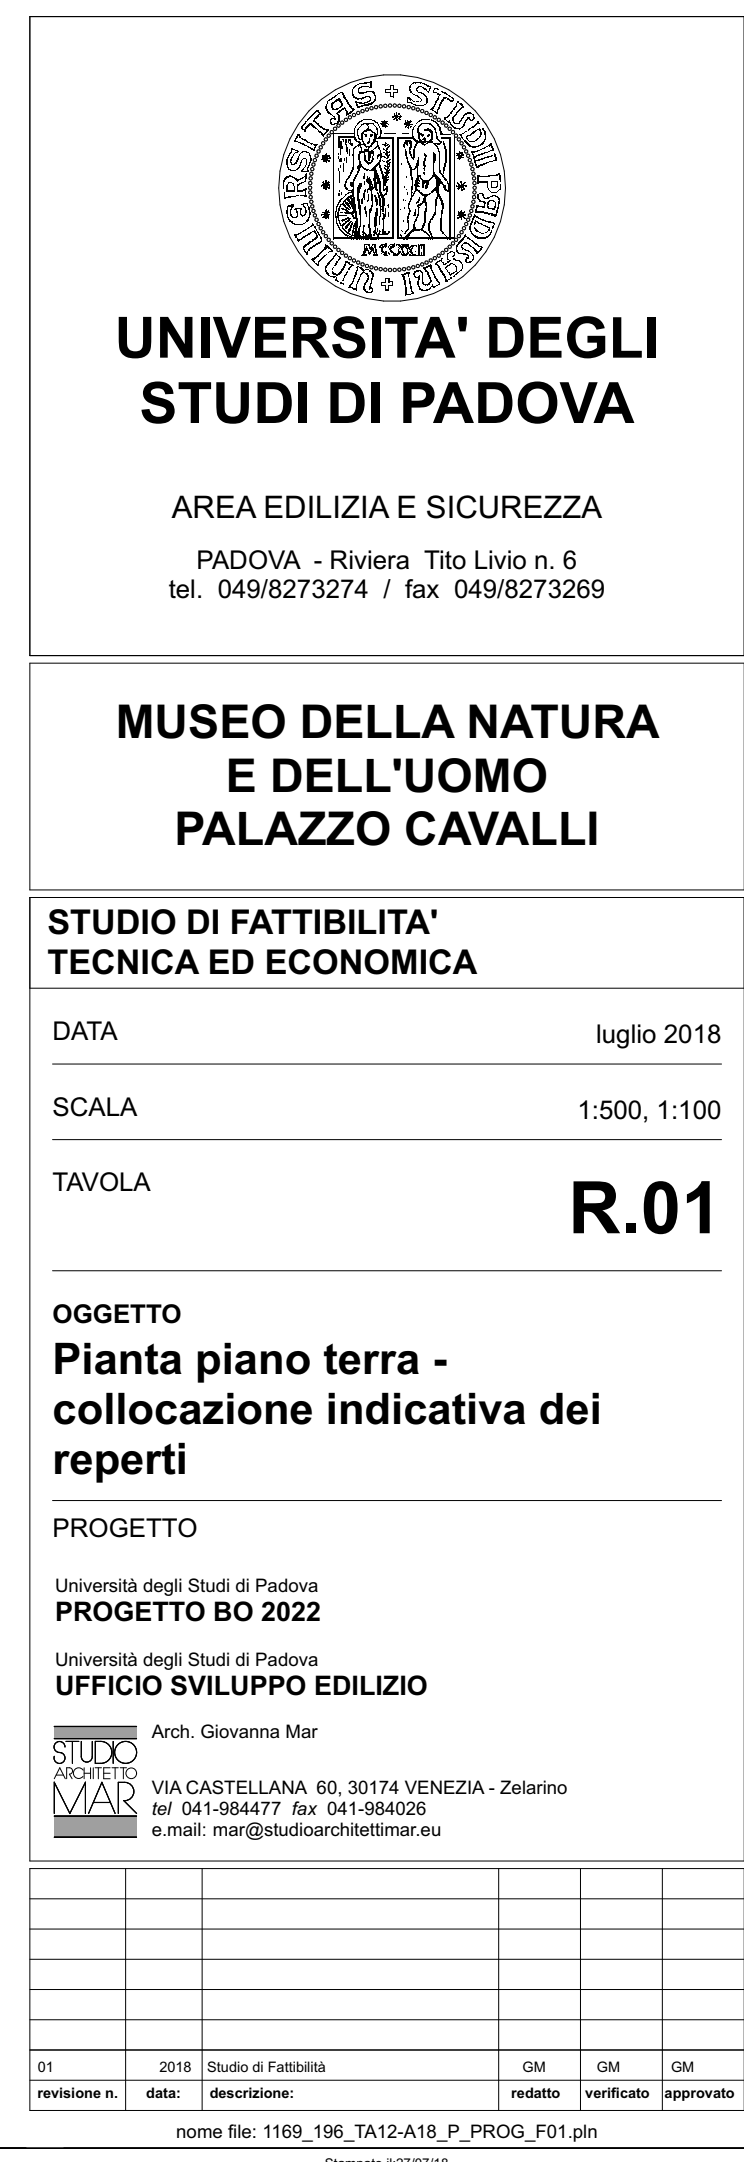 UNIVERSITAS + STUDII PADUANI +
MCCXXII
UNIVERSITA' DEGLI
STUDI DI PADOVA
AREA EDILIZIA E SICUREZZA
PADOVA - Riviera Tito Livio n. 6
tel. 049/8273274 / fax 049/8273269
MUSEO DELLA NATURA
E DELL'UOMO
PALAZZO CAVALLI
STUDIO DI FATTIBILITA'
TECNICA ED ECONOMICA
DATA luglio 2018
SCALA 1:500, 1:100
TAVOLA R.01
OGGETTO
Pianta piano terra -
collocazione indicativa dei
reperti
PROGETTO
Università degli Studi di Padova
PROGETTO BO 2022
Università degli Studi di Padova
UFFICIO SVILUPPO EDILIZIO
STUDIO
ARCHITETTO
MAR
Arch. Giovanna Mar
VIA CASTELLANA 60, 30174 VENEZIA - Zelarino
tel 041-984477 fax 041-984026
e.mail: mar@studioarchitettimar.eu
01 2018 Studio di Fattibilità GM GM GM
revisione n. data: descrizione: redatto verificato approvato
nome file: 1169_196_TA12-A18_P_PROG_F01.pln